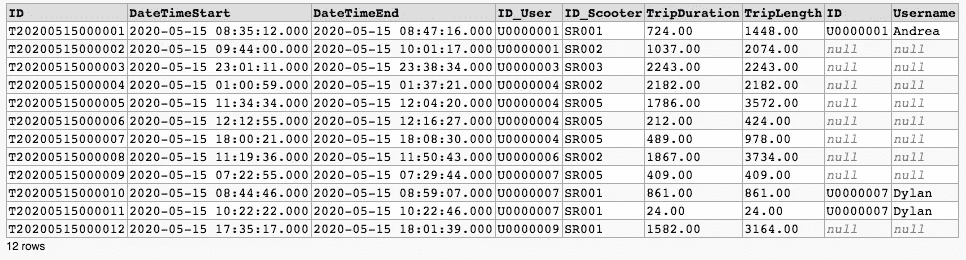 ID DateTimeStart DateTimeEnd ID_User ID_Scooter TripDuration TripLength ID Username
T20200515000001 2020-05-15 08:35:12.000 2020-05-15 08:47:16.000 U0000001 SR001 724.00 1448.00 U0000001 Andrea
T20200515000002 2020-05-15 09:44:00.000 2020-05-15 10:01:17.000 U0000002 SR002 1037.00 2074.00 null null
T20200515000003 2020-05-15 23:01:11.000 2020-05-15 23:38:34.000 U0000003 SR003 2243.00 2243.00 null null
T20200515000004 2020-05-15 01:00:59.000 2020-05-15 01:37:21.000 U0000004 SR002 2182.00 2182.00 null null
T20200515000005 2020-05-15 11:34:34.000 2020-05-15 12:04:20.000 U0000004 SR005 1786.00 3572.00 null null
T20200515000006 2020-05-15 12:12:55.000 2020-05-15 12:16:27.000 U0000004 SR005 212.00 424.00 null null
T20200515000007 2020-05-15 18:00:21.000 2020-05-15 18:08:30.000 U0000004 SR005 489.00 978.00 null null
T20200515000008 2020-05-15 11:19:36.000 2020-05-15 11:50:43.000 U0000006 SR002 1867.00 3734.00 null null
T20200515000009 2020-05-15 07:22:55.000 2020-05-15 07:29:44.000 U0000007 SR005 409.00 409.00 null null
T20200515000010 2020-05-15 08:44:46.000 2020-05-15 08:59:07.000 U0000007 SR001 861.00 861.00 U0000007 Dylan
T20200515000011 2020-05-15 10:22:22.000 2020-05-15 10:22:46.000 U0000007 SR001 24.00 24.00 U0000007 Dylan
T20200515000012 2020-05-15 17:35:17.000 2020-05-15 18:01:39.000 U0000009 SR001 1582.00 3164.00 null null
12 rows